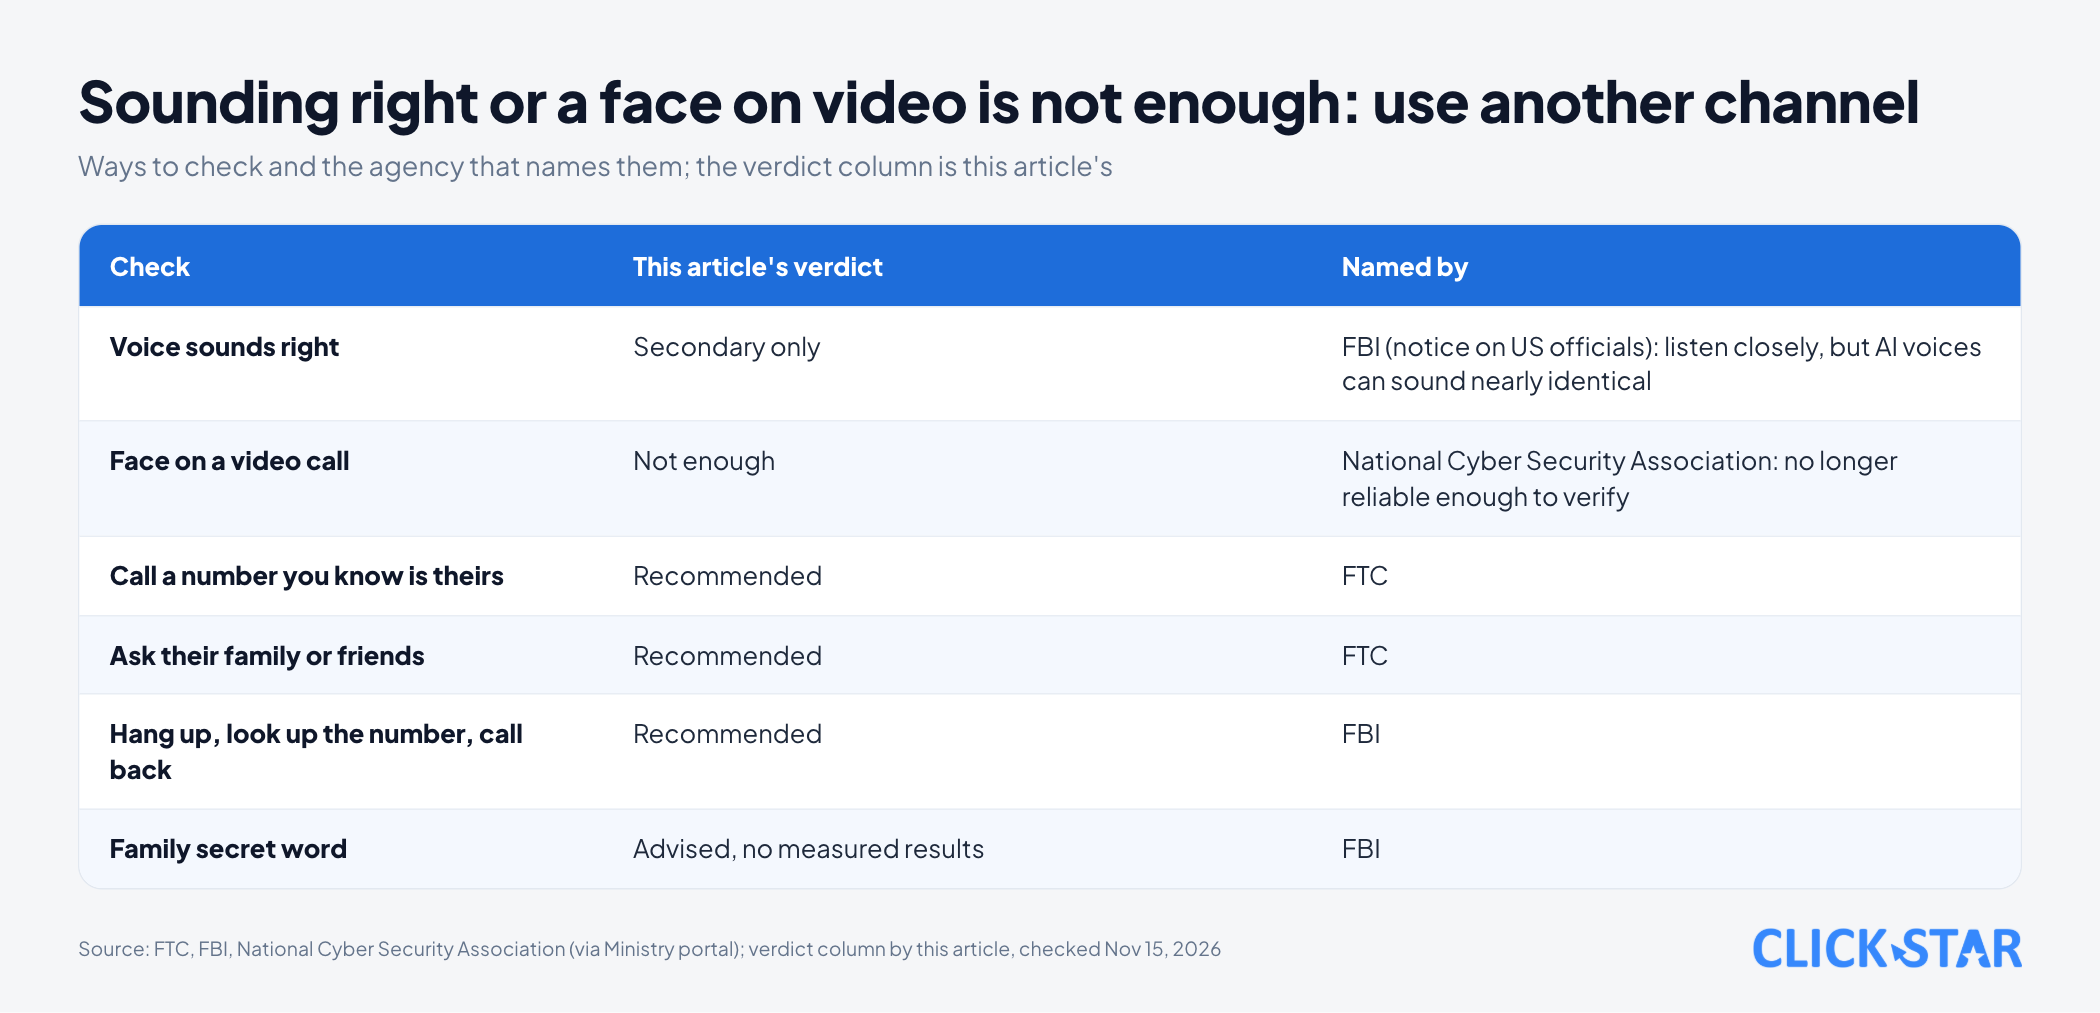 Sounding right or a face on video is not enough: use another channel
Ways to check and the agency that names them; the verdict column is this article's
Check
This article's verdict
Named by
Voice sounds right
Secondary only
FBI (notice on US officials): listen closely, but AI voices
can sound nearly identical
Face on a video call
Not enough
National Cyber Security Association: no longer
reliable enough to verify
Call a number you know is theirs
Recommended
FTC
Ask their family or friends
Recommended
FTC
Hang up, look up the number, call
back
Recommended
FBI
Family secret word
Advised, no measured results
FBI
Source: FTC, FBI, National Cyber Security Association (via Ministry portal); verdict column by this article, checked Nov 15, 2026
CLICK STAR